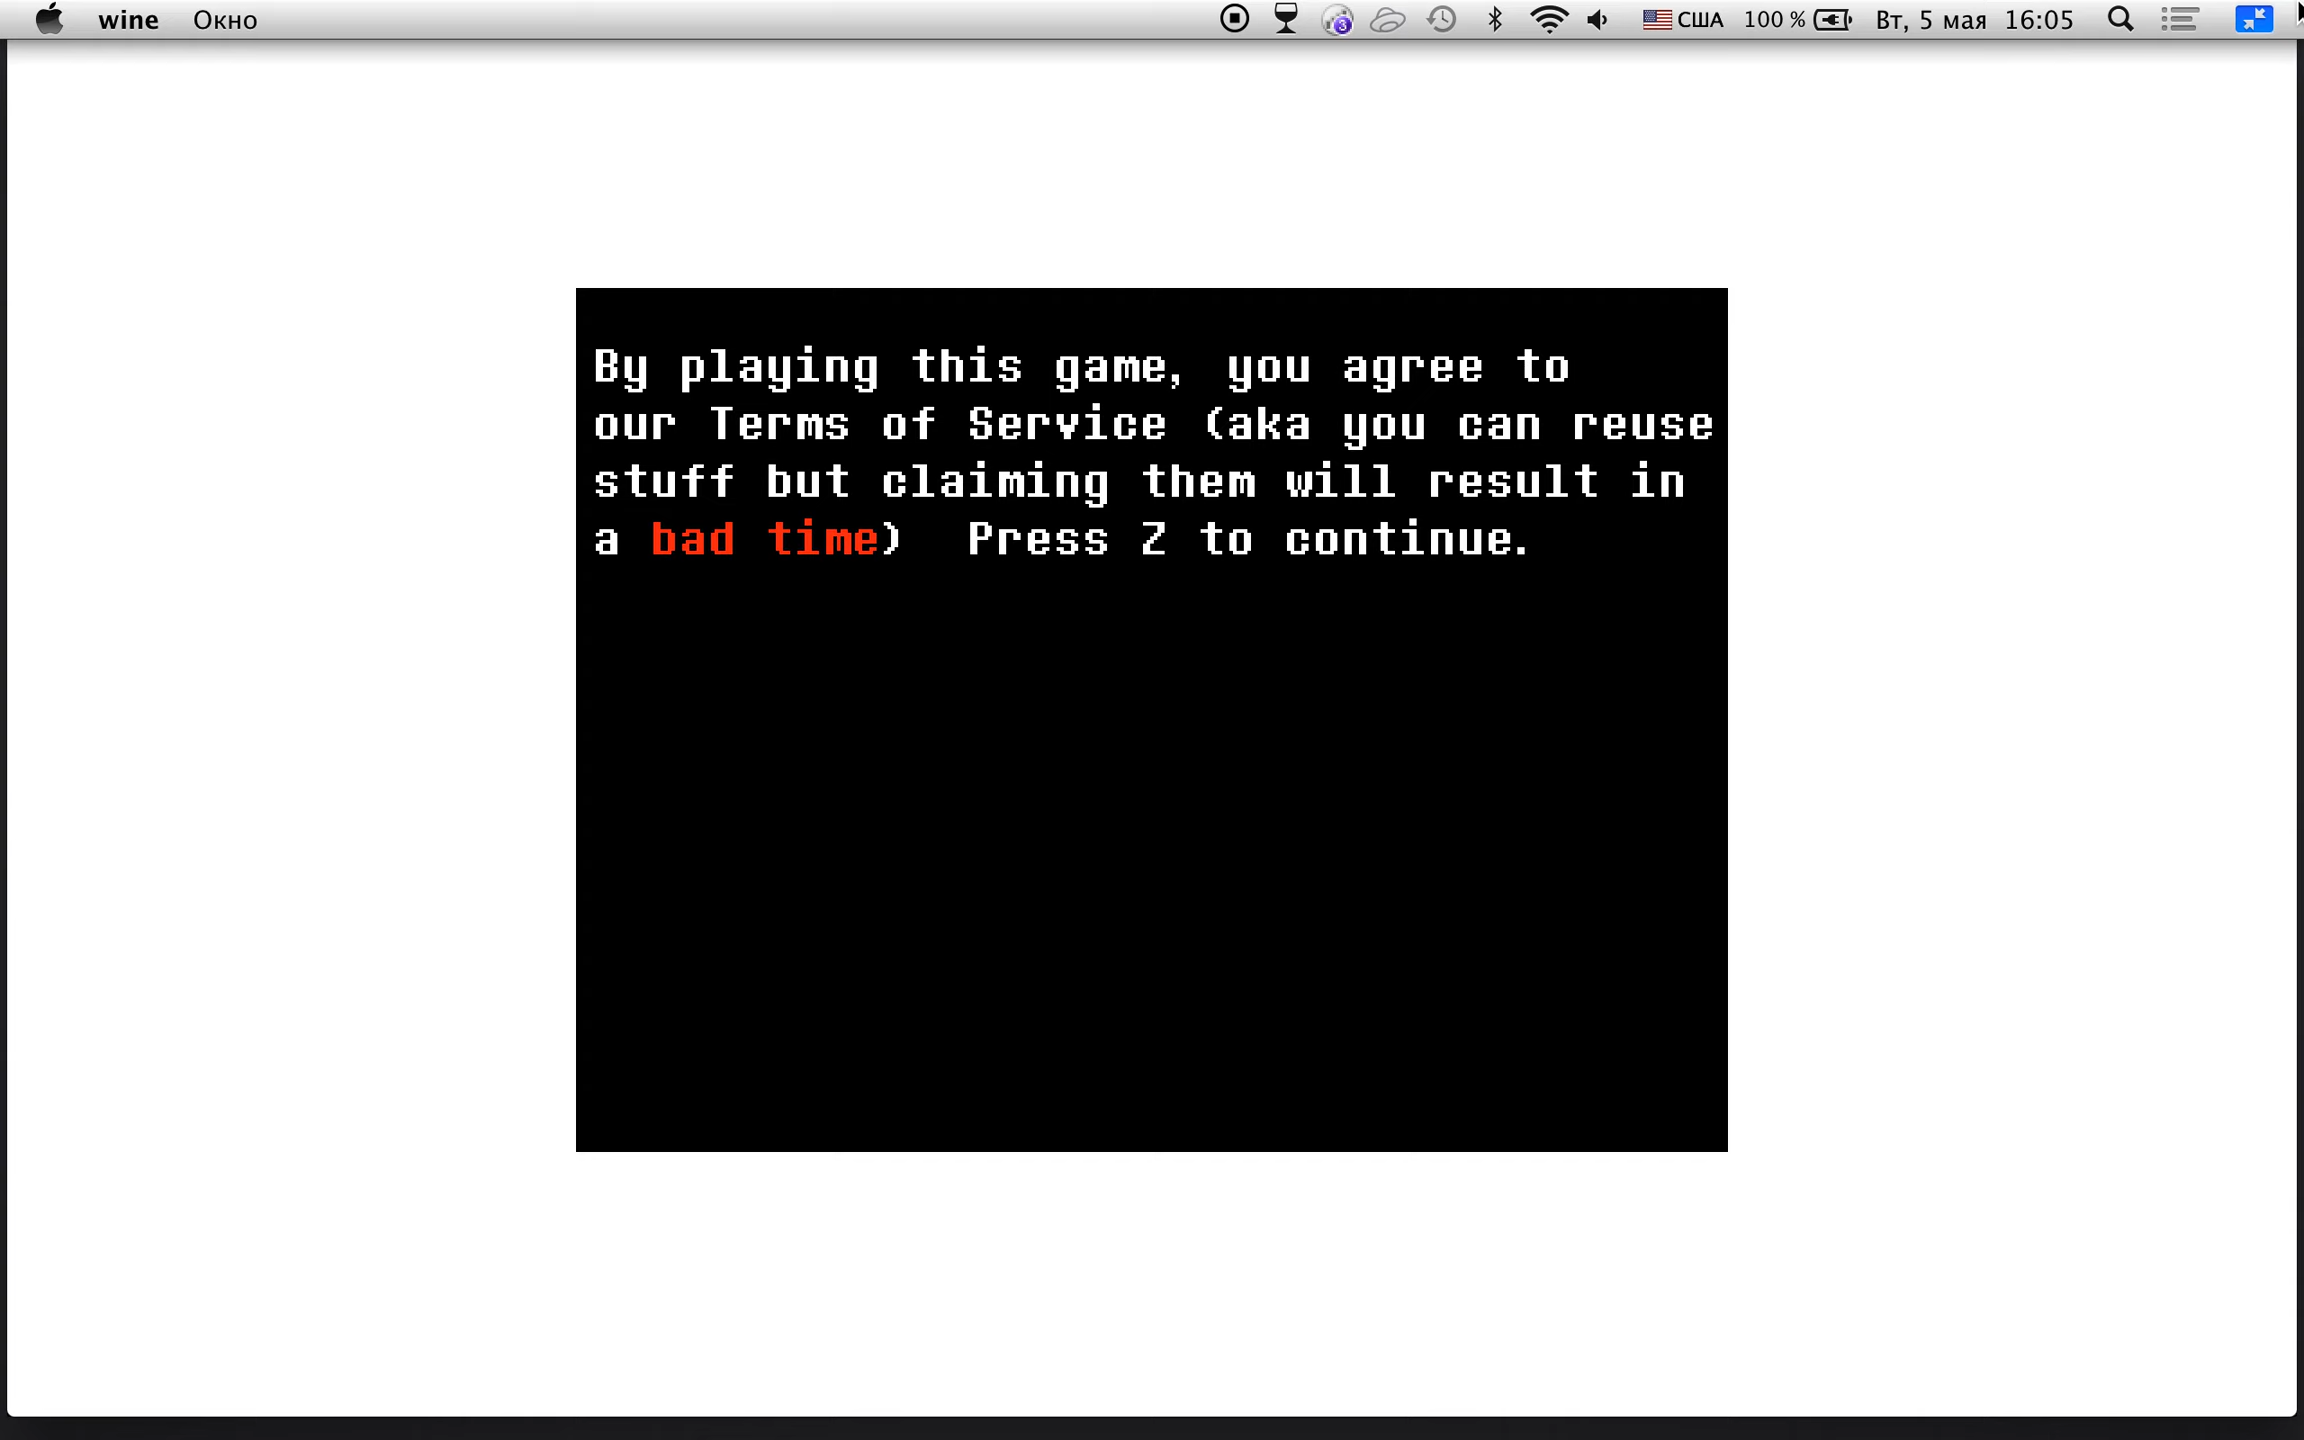 wine Окно США 100 % Вт, 5 мая 16:05
By playing this game, you agree to
our Terms of Service (aka you can reuse
stuff but claiming them will result in
a bad time) Press Z to continue.